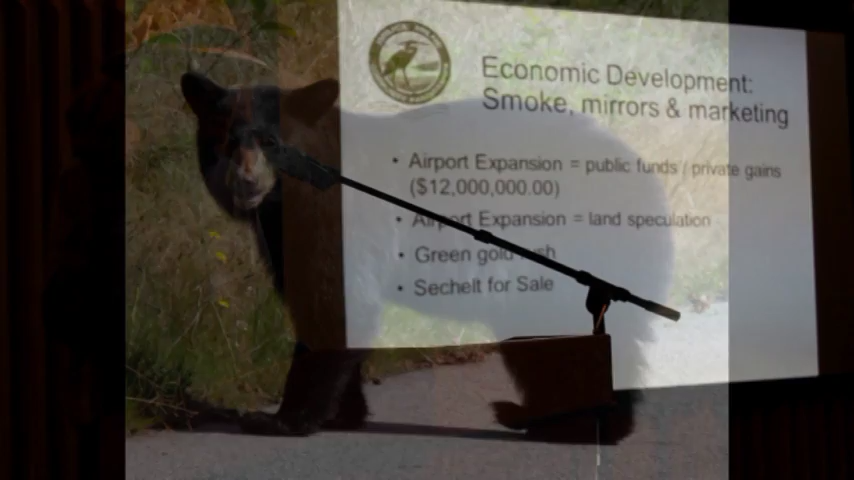 Economic Development:
Smoke, mirrors & marketing
• Airport Expansion = public funds / private gains
($12,000,000.00)
• Airport Expansion = land speculation
• Green gold rush
• Sechelt for Sale